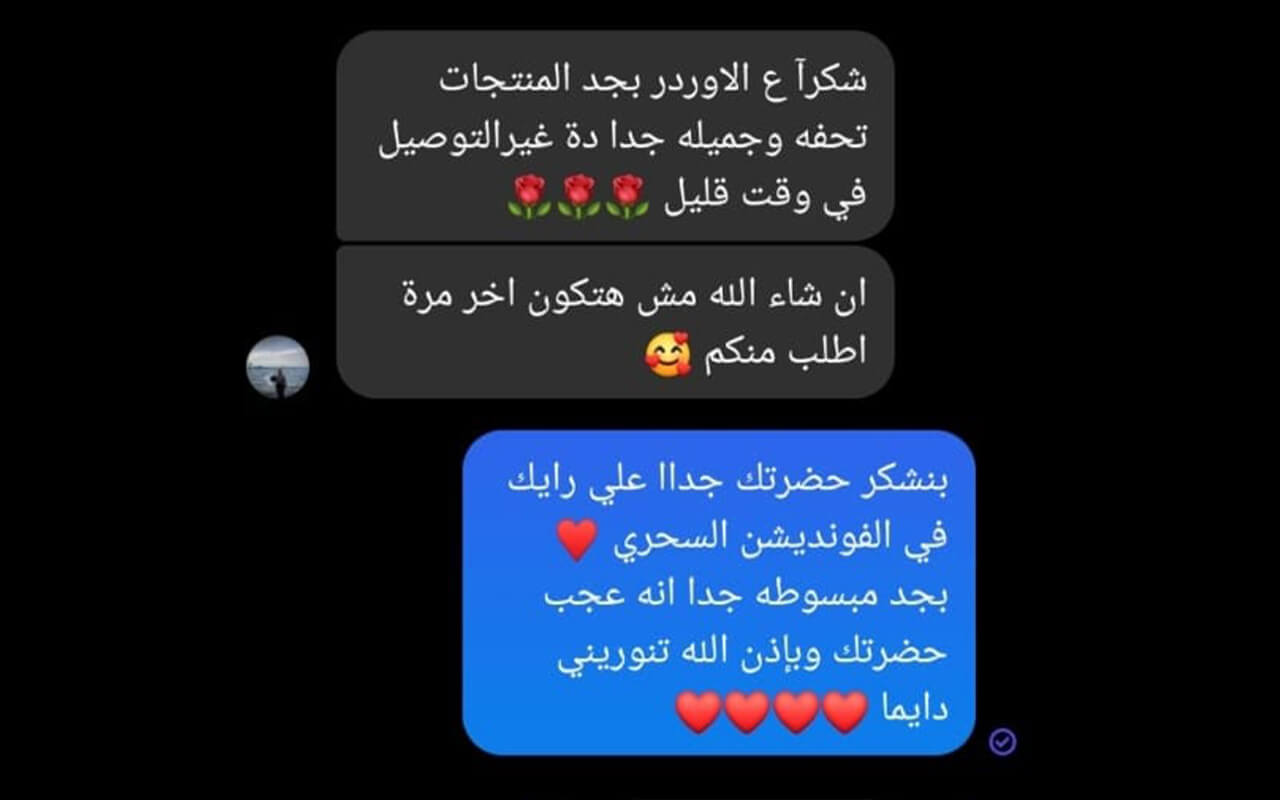 شكرآ ع الاوردر بجد المنتجات
تحفه وجميله جدا دة غيرالتوصيل
في وقت قليل 🌹🌹🌹
ان شاء الله مش هتكون اخر مرة
اطلب منكم 🥰
بنشكر حضرتك جداا علي رايك
في الفونديشن السحري ❤️
بجد مبسوطه جدا انه عجب
حضرتك وبإذن الله تنوريني
دايما ❤️❤️❤️❤️